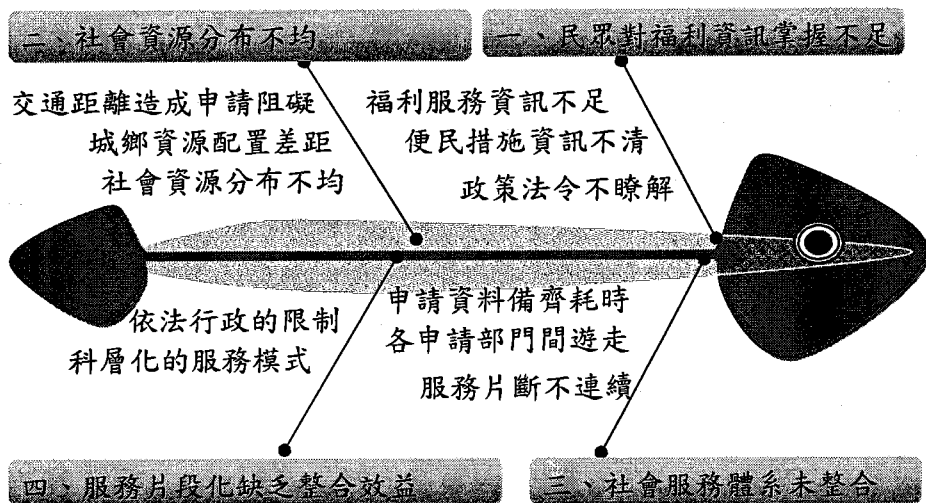 二、社會資源分布不均
一、民眾對福利資訊掌握不足
交通距離造成申請阻礙
城鄉資源配置差距
社會資源分布不均
福利服務資訊不足
便民措施資訊不清
政策法令不瞭解
依法行政的限制
科層化的服務模式
申請資料備齊耗時
各申請部門間遊走
服務片斷不連續
四、服務片段化缺乏整合效益
三、社會服務體系未整合